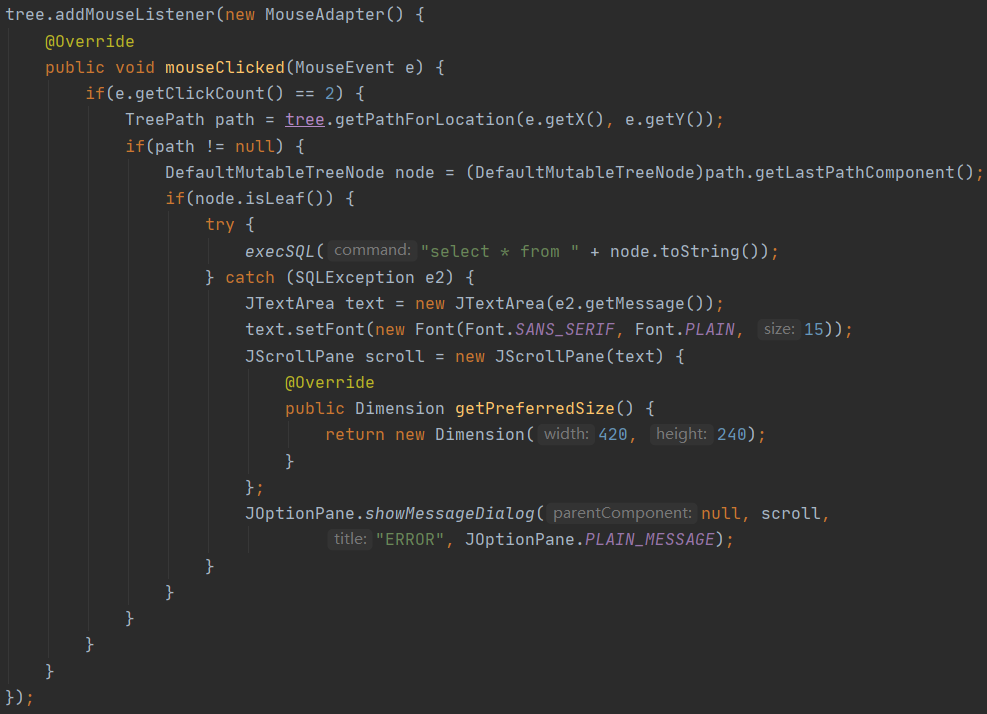 tree.addMouseListener(new MouseAdapter() {
@Override
public void mouseClicked(MouseEvent e) {
if(e.getClickCount() == 2) {
TreePath path = tree.getPathForLocation(e.getX(), e.getY());
if(path != null) {
DefaultMutableTreeNode node = (DefaultMutableTreeNode)path.getLastPathComponent();
if(node.isLeaf()) {
try {
execSQL( command: "select * from " + node.toString());
} catch (SQLException e2) {
JTextArea text = new JTextArea(e2.getMessage());
text.setFont(new Font(Font.SANS_SERIF, Font.PLAIN, size: 15));
JScrollPane scroll = new JScrollPane(text) {
@Override
public Dimension getPreferredSize() {
return new Dimension( width: 420, height: 240);
}
};
JOptionPane.showMessageDialog( parentComponent: null, scroll,
title: "ERROR", JOptionPane.PLAIN_MESSAGE);
}
}
}
}
}
});